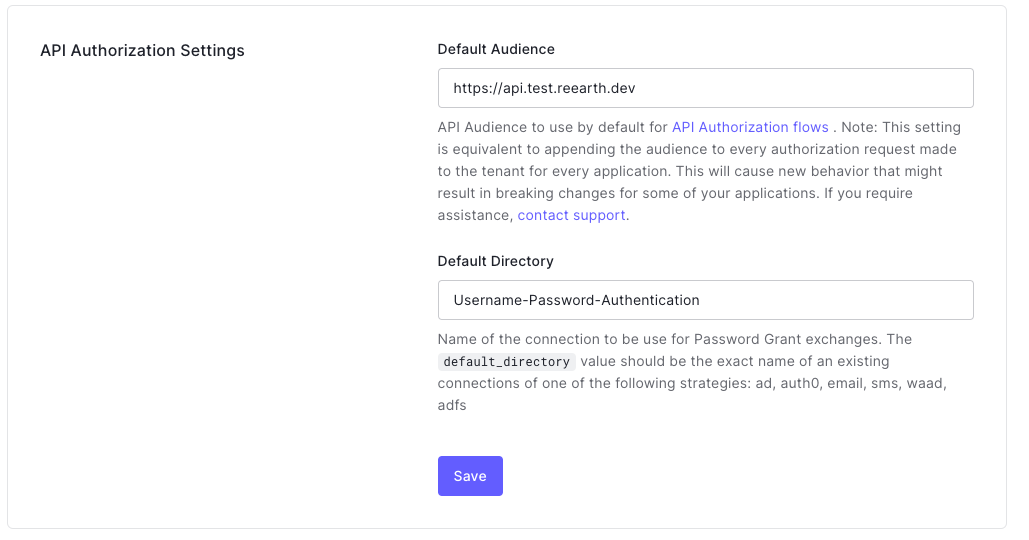 API Authorization Settings
Default Audience
https://api.test.reearth.dev
API Audience to use by default for API Authorization flows . Note: This setting
is equivalent to appending the audience to every authorization request made
to the tenant for every application. This will cause new behavior that might
result in breaking changes for some of your applications. If you require
assistance, contact support.
Default Directory
Username-Password-Authentication
Name of the connection to be use for Password Grant exchanges. The
default_directory value should be the exact name of an existing
connections of one of the following strategies: ad, auth0, email, sms, waad,
adfs
Save